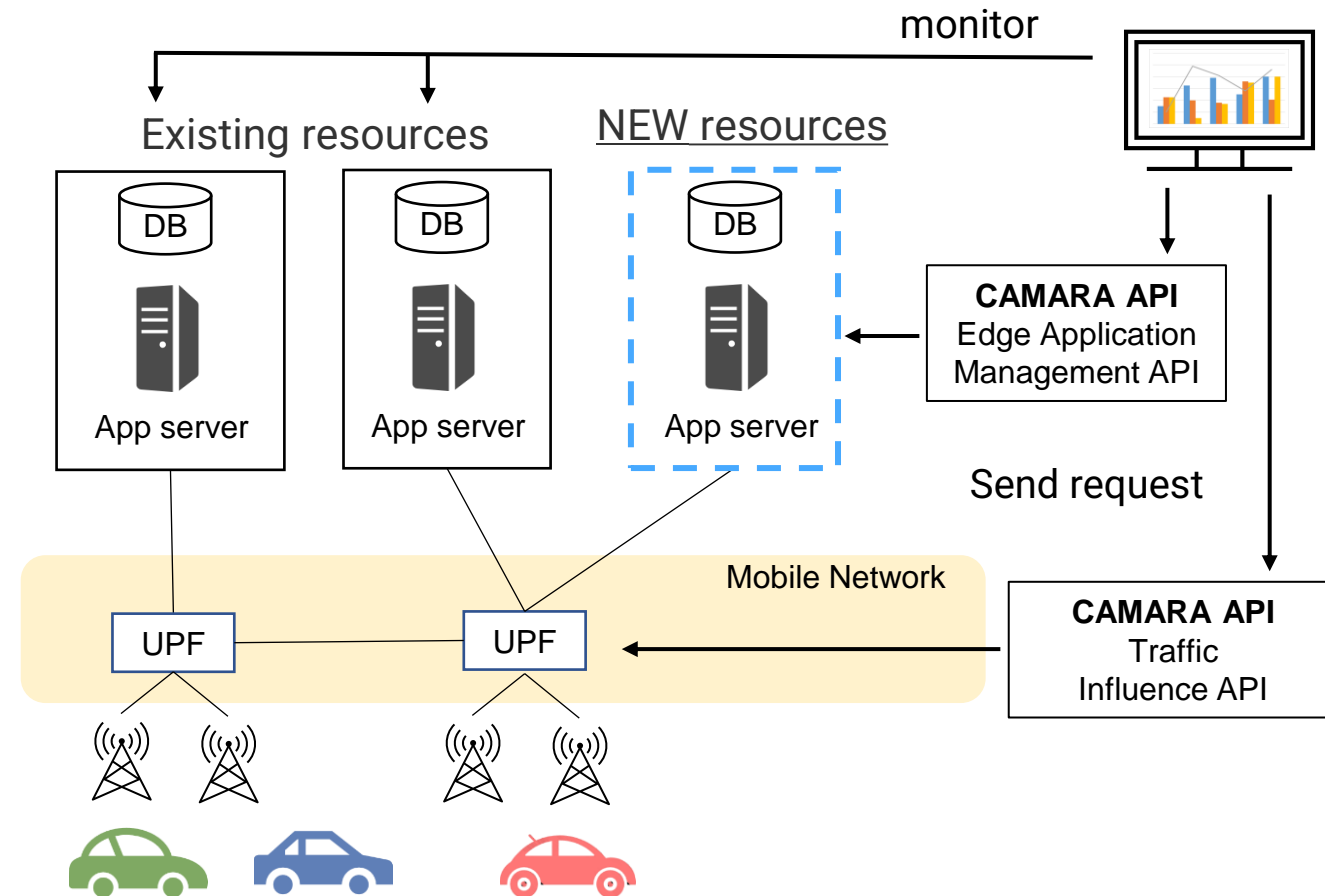 monitor
Existing resources
NEW resources
DB
DB
DB
App server
App server
App server
CAMARA API
Edge Application
Management API
Send request
Mobile Network
UPF
UPF
CAMARA API
Traffic
Influence API